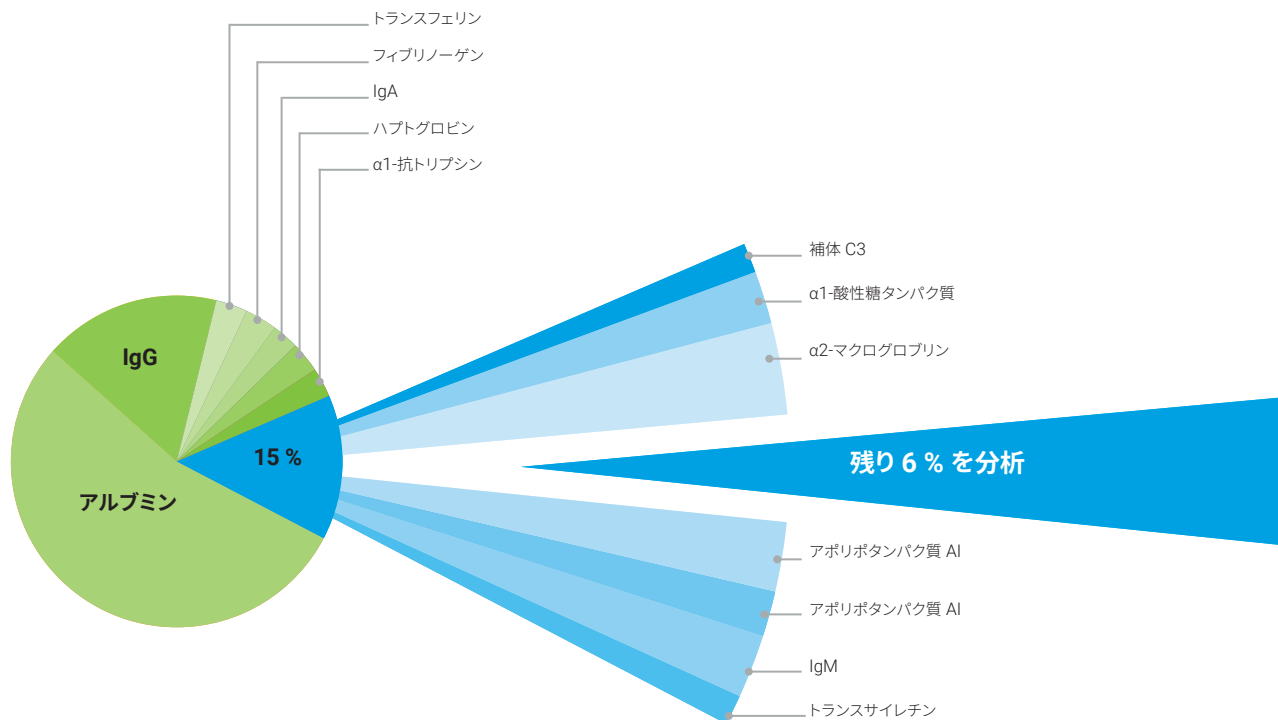 トランスフェリン
フィブリノーゲン
IgA
ハプトグロビン
α1-抗トリプシン
補体 C3
α1-酸性糖タンパク質
α2-マクログロブリン
IgG
15 %
残り 6 % を分析
アルブミン
アポリポタンパク質 AI
アポリポタンパク質 AI
IgM
トランスサイレチン